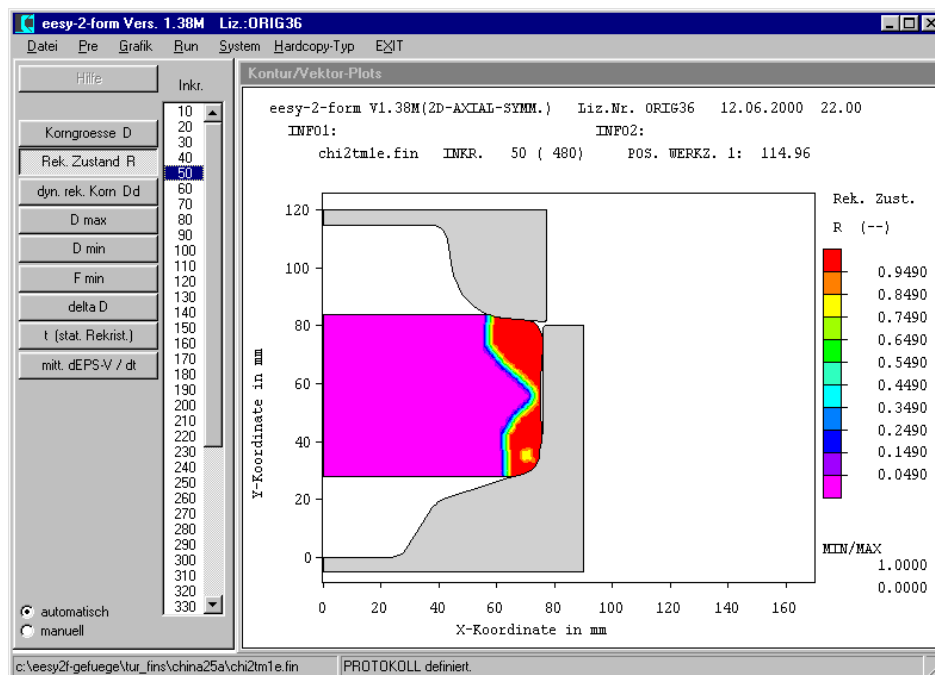 eesy-2-form Vers. 1.38M Liz.:ORIG36
Datei Pre Grafik Run System Hardcopy-Typ EXIT
Hilfe
Inkr.
Korngroesse D
Rek. Zustand R
dyn. rek. Korn Dd
D max
D min
F min
delta D
t (stat. Rekrist.)
mitt. dEPS-V / dt
10
20
30
40
50
60
70
80
90
100
110
120
130
140
150
160
170
180
190
200
210
220
230
240
250
260
270
280
290
300
310
320
330
automatisch
manuell
Kontur/Vektor-Plots
eesy-2-form V1.38M(2D-AXIAL-SYMM.) Liz.Nr. ORIG36 12.06.2000 22.00
INFO1: INFO2:
chi2tm1e.fin INKR. 50 ( 480) POS. WERKZ. 1: 114.96
120
100
80
60
40
20
0
Y-Koordinate in mm
0 20 40 60 80 100 120 140 160
X-Koordinate in mm
Rek. Zust.
R (--)
0.9490
0.8490
0.7490
0.6490
0.5490
0.4490
0.3490
0.2490
0.1490
0.0490
MIN/MAX
1.0000
0.0000
c:\eesy2f-gefuege\tur_fins\china25a\chi2tm1e.fin PROTOKOLL definiert.